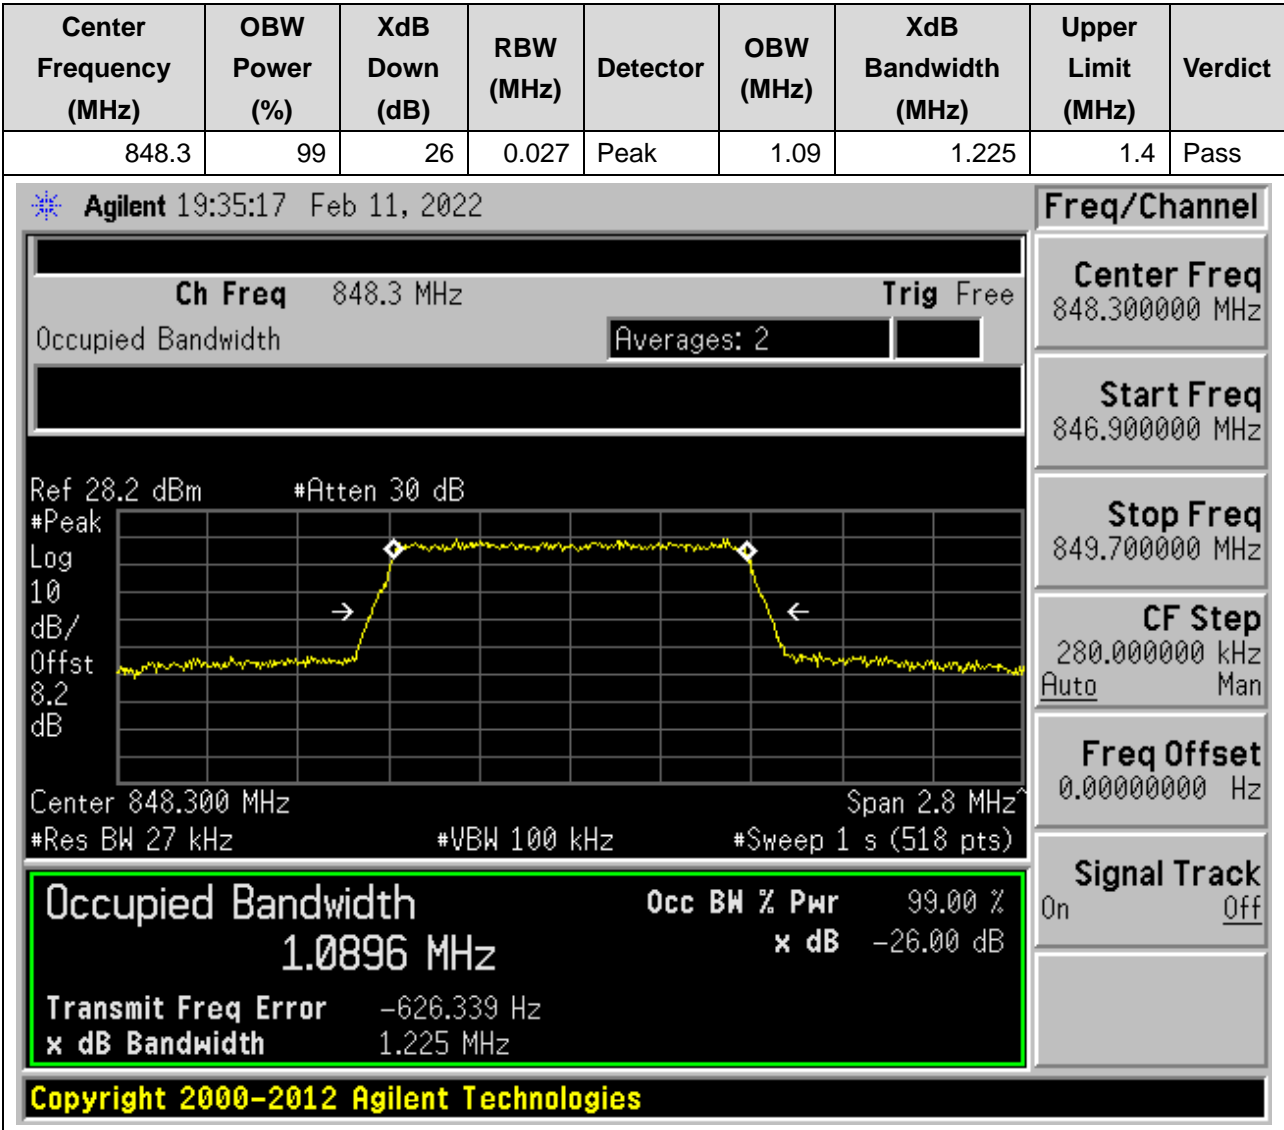 Center Frequency (MHz) OBW Power (%) XdB Down (dB) RBW (MHz) Detector OBW (MHz) XdB Bandwidth (MHz) Upper Limit (MHz) Verdict
848.3 99 26 0.027 Peak 1.09 1.225 1.4 Pass
Agilent 19:35:17 Feb 11, 2022
Ch Freq 848.3 MHz Trig Free
Occupied Bandwidth Averages: 2
Ref 28.2 dBm #Atten 30 dB
#Peak
Log
10
dB/
Offst
8.2
dB
Center 848.300 MHz Span 2.8 MHz^
#Res BW 27 kHz #VBW 100 kHz #Sweep 1 s (518 pts)
Occupied Bandwidth Occ BW % Pwr 99.00 %
1.0896 MHz x dB -26.00 dB
Transmit Freq Error -626.339 Hz
x dB Bandwidth 1.225 MHz
Freq/Channel
Center Freq
848.300000 MHz
Start Freq
846.900000 MHz
Stop Freq
849.700000 MHz
CF Step
280.000000 kHz
Auto Man
Freq Offset
0.00000000 Hz
Signal Track
On Off
Copyright 2000-2012 Agilent Technologies